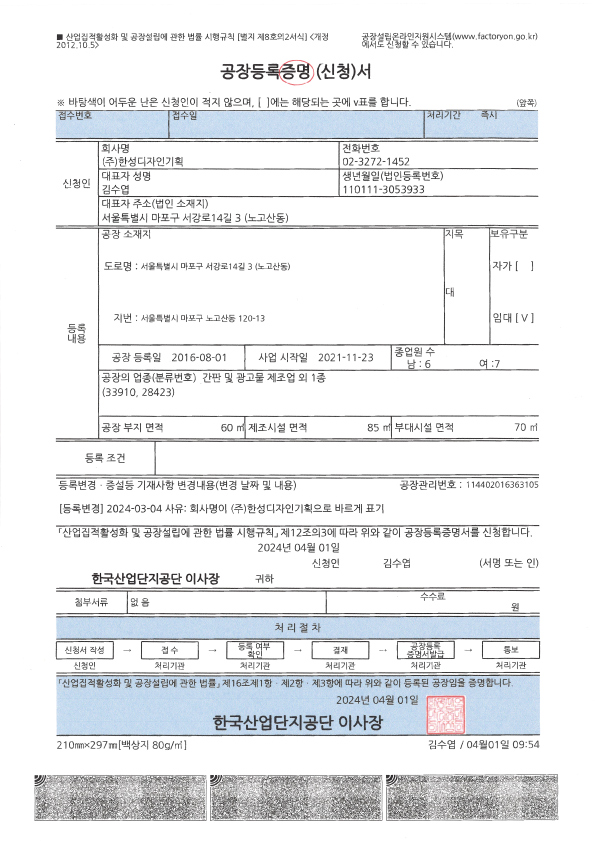 ■ 산업집적활성화 및 공장설립에 관한 법률 시행규칙 [별지 제8호의2서식] <개정 2012.10.5>
공장설립온라인지원시스템(www.factoryon.go.kr)에서도 신청할 수 있습니다.
공장등록증명(신청)서
※ 바탕색이 어두운 난은 신청인이 적지 않으며, [ ]에는 해당되는 곳에 v표를 합니다. (앞쪽)
접수번호 접수일 처리기간 즉시
신청인
회사명 전화번호
(주)한성디자인기획 02-3272-1452
대표자 성명 생년월일(법인등록번호)
김수엽 110111-3053933
대표자 주소(법인 소재지)
서울특별시 마포구 서강로14길 3 (노고산동)
등록 내용
공장 소재지 지목 보유구분
도로명 : 서울특별시 마포구 서강로14길 3 (노고산동) 자가 [ ]
대
지번 : 서울특별시 마포구 노고산동 120-13 임대 [ V ]
공장 등록일 2016-08-01 사업 시작일 2021-11-23 종업원 수
남 : 6 여 :7
공장의 업종(분류번호) 간판 및 광고물 제조업 외 1종
(33910, 28423)
공장 부지 면적 60 ㎡ 제조시설 면적 85 ㎡ 부대시설 면적 70 ㎡
등록 조건
등록변경ㆍ증설등 기재사항 변경내용(변경 날짜 및 내용) 공장관리번호 : 114402016363105
[등록변경] 2024-03-04 사유: 회사명이 (주)한성디자인기획으로 바르게 표기
「산업집적활성화 및 공장설립에 관한 법률 시행규칙」 제12조의3에 따라 위와 같이 공장등록증명서를 신청합니다.
2024년 04월 01일
신청인 김수엽 (서명 또는 인)
한국산업단지공단 이사장 귀하
첨부서류 없 음 수수료
원
처 리 절 차
신청서 작성 → 접 수 → 등록 여부 확인 → 결재 → 공장등록 증명서발급 → 통보
신청인 처리기관 처리기관 처리기관 처리기관 처리기관
「산업집적활성화 및 공장설립에 관한 법률」 제16조제1항ㆍ제2항ㆍ제3항에 따라 위와 같이 등록된 공장임을 증명합니다.
2024년 04월 01일
한국산업단지공단 이사장
210㎜×297㎜[백상지 80g/㎡] 김수엽 / 04월01일 09:54